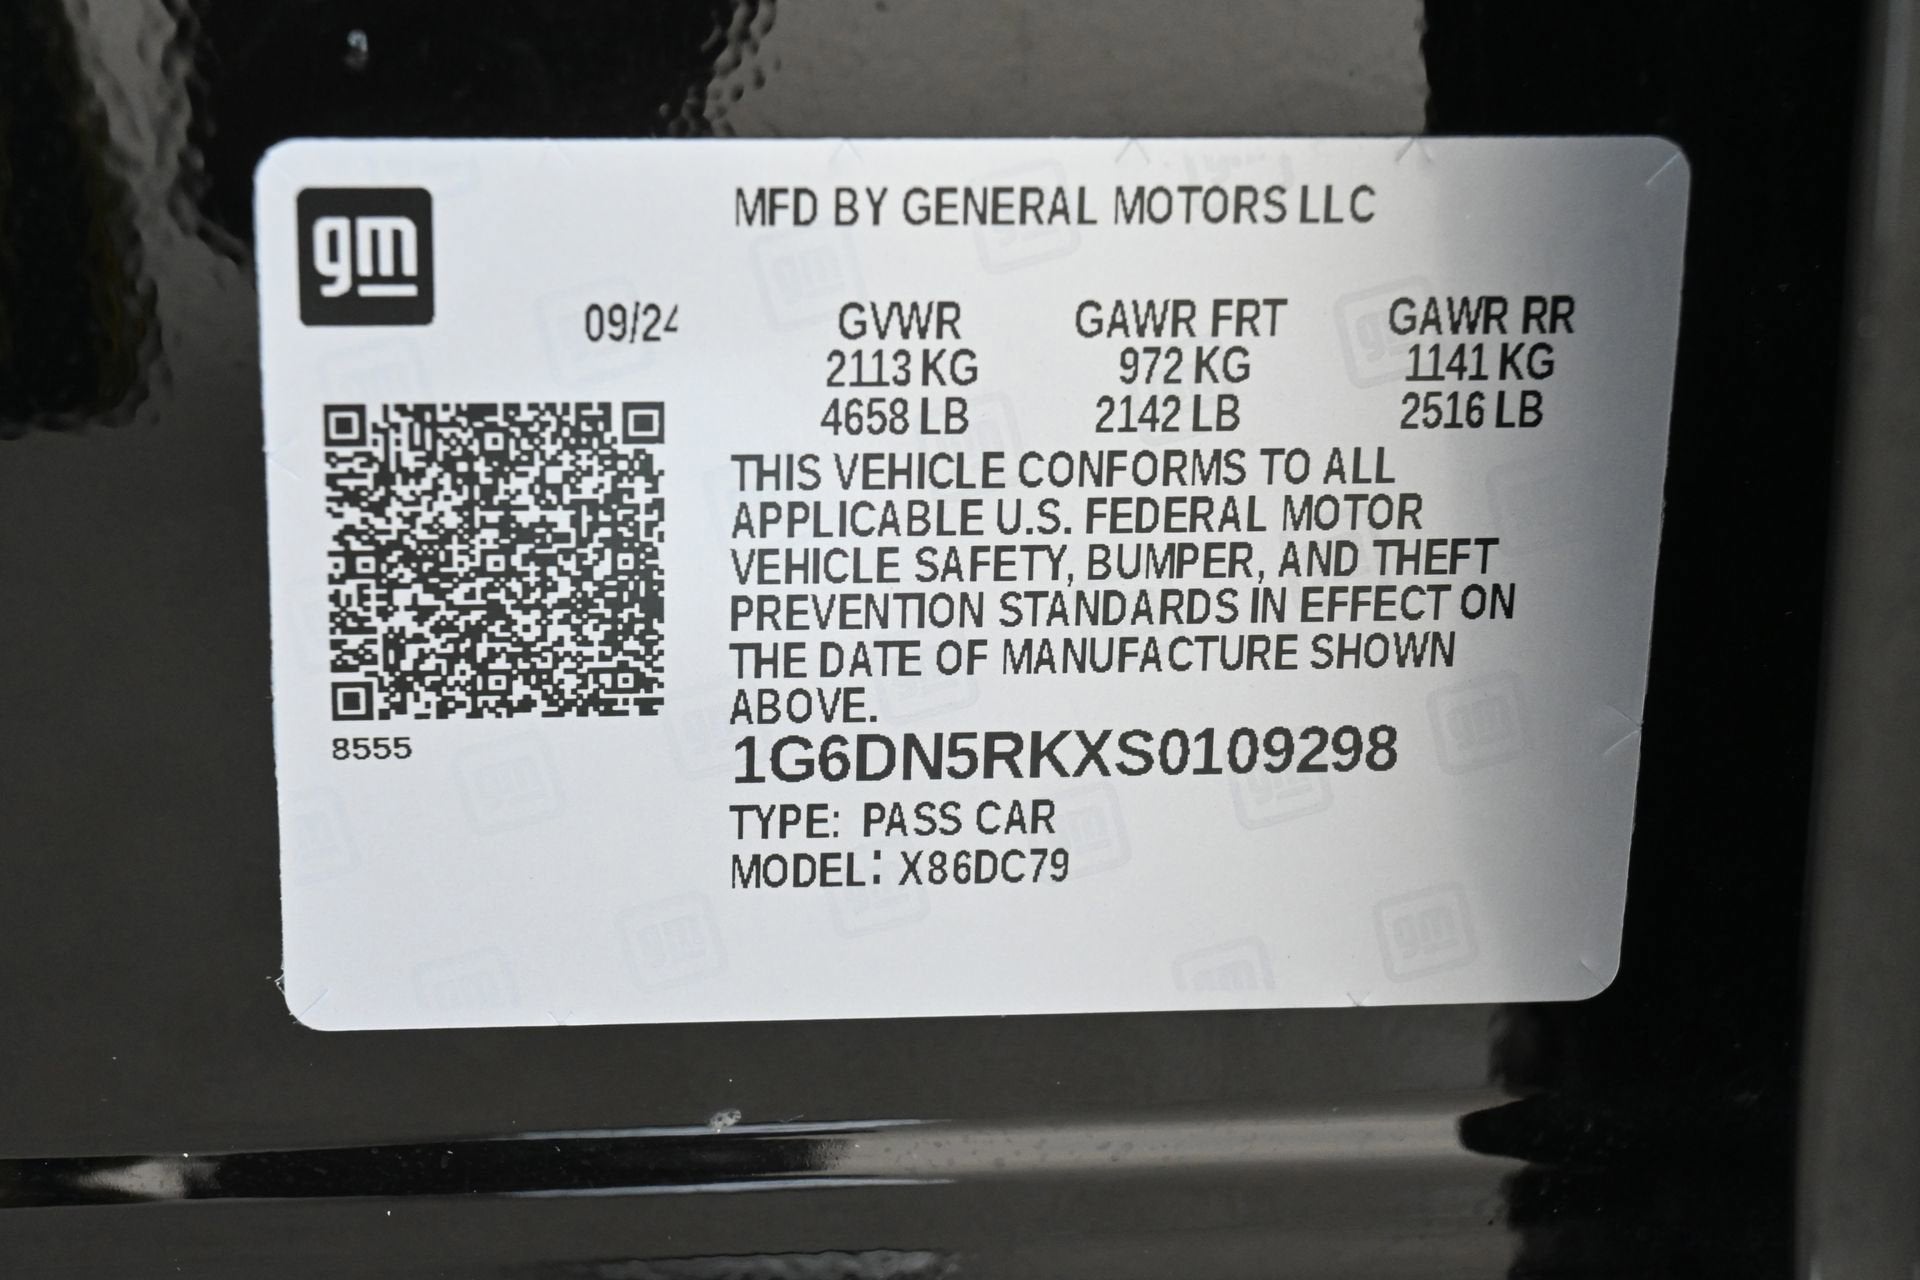 gm
MFD BY GENERAL MOTORS LLC
09/24
GVWR GAWR FRT GAWR RR
2113 KG 972 KG 1141 KG
4658 LB 2142 LB 2516 LB
THIS VEHICLE CONFORMS TO ALL
APPLICABLE U.S. FEDERAL MOTOR
VEHICLE SAFETY, BUMPER, AND THEFT
PREVENTION STANDARDS IN EFFECT ON
THE DATE OF MANUFACTURE SHOWN
ABOVE.
8555
1G6DN5RKXS0109298
TYPE: PASS CAR
MODEL: X86DC79